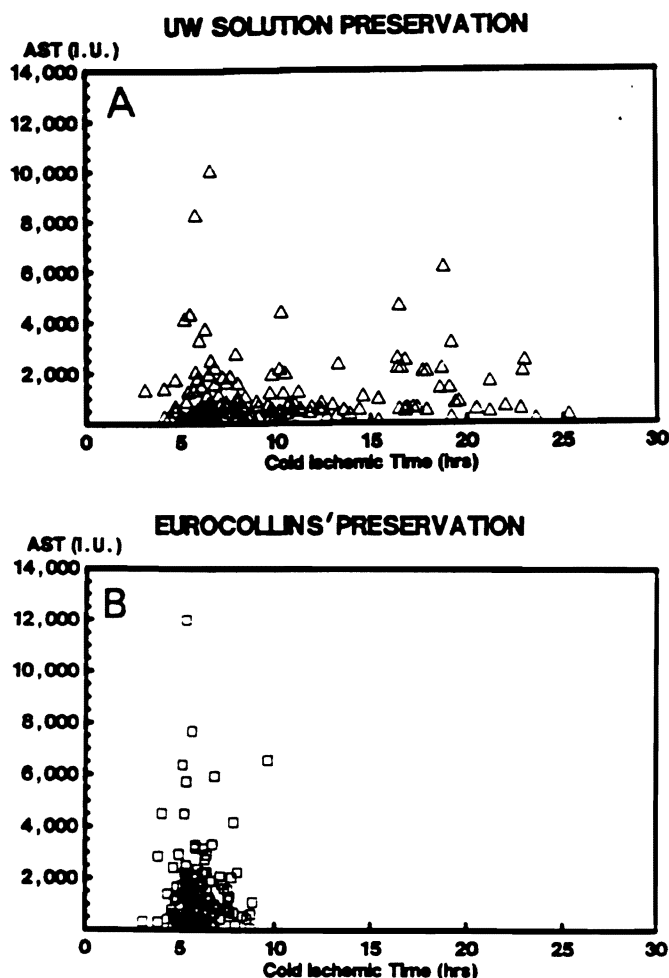 UW SOLUTION PRESERVATION
AST (I.U.)
14,000
A
12,000
10,000
8,000
6,000
4,000
2,000
0 5 10 15 20 25 30
Cold Ischemic Time (hrs)
EUROCOLLINS' PRESERVATION
AST (I.U.)
14,000
B
12,000
10,000
8,000
6,000
4,000
2,000
0 5 10 15 20 25 30
Cold Ischemic Time (hrs)